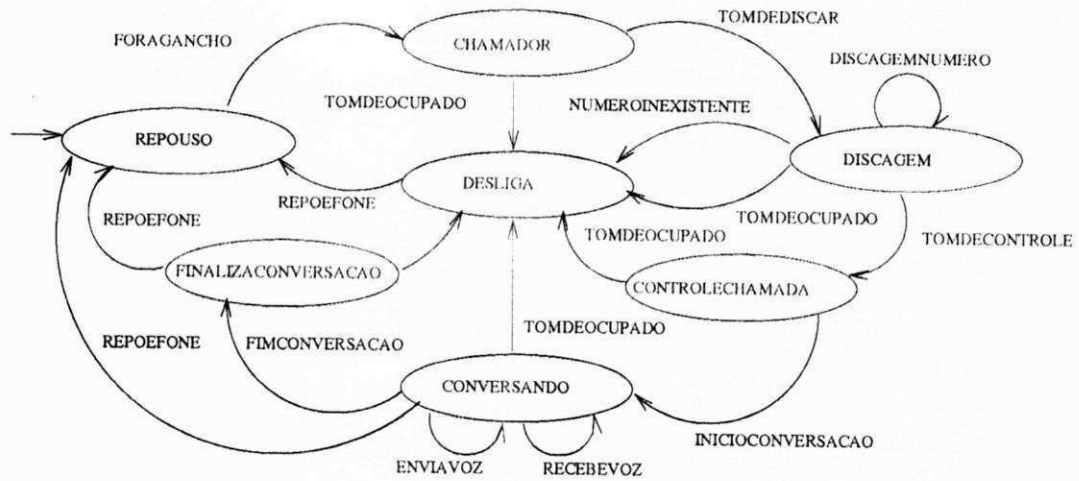 TOMDEDISCAR
FORAGANCHO
CHAMADOR
DISCAGEMNUMERO
TOMDEOCUPADO
NUMEROINEXISTENTE
REPOUSO
DISCAGEM
DESLIGA
REPOEFONE
REPOEFONE
TOMDEOCUPADO
TOMDEOCUPADO
TOMDECONTROLE
FINALIZACONVERSACAO
CONTROLECHAMADA
TOMDEOCUPADO
REPOEFONE
FIMCONVERSACAO
CONVERSANDO
INICIOCONVERSACAO
ENVIAVOZ
RECEBEVOZ